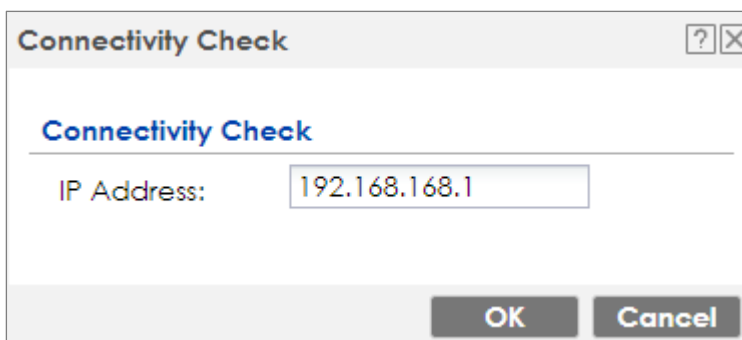 Connectivity Check ?
Connectivity Check
IP Address: 192.168.168.1
OK Cancel